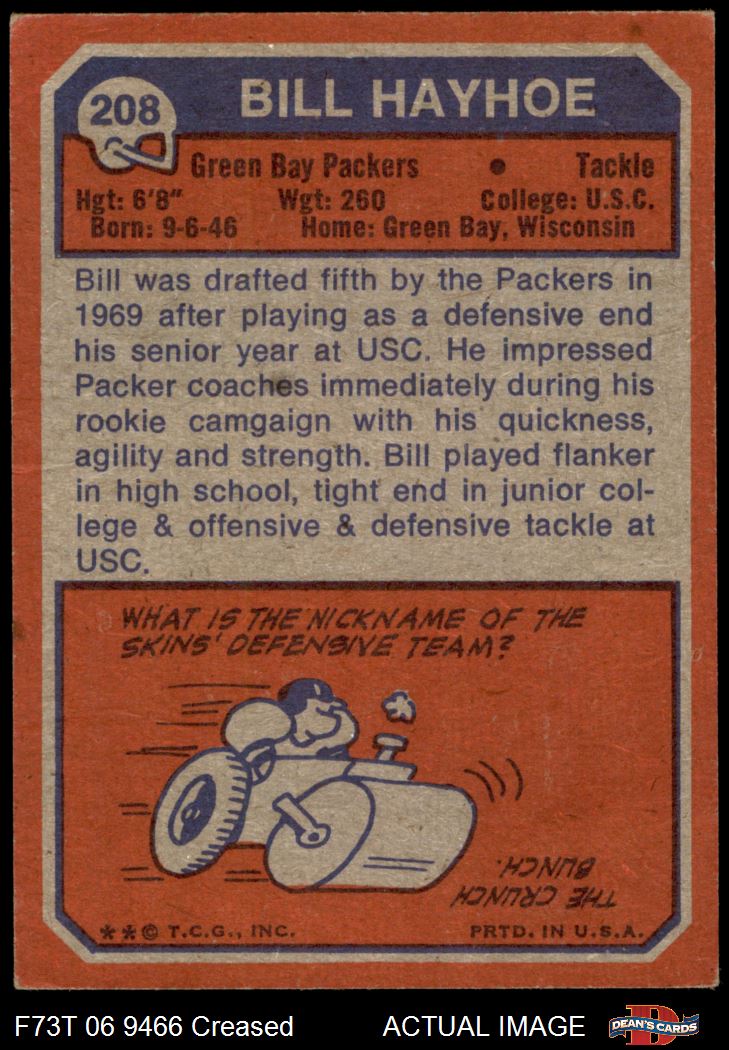 208
BILL HAYHOE
Green Bay Packers • Tackle
Hgt: 6'8" Wgt: 260 College: U.S.C.
Born: 9-6-46 Home: Green Bay, Wisconsin
Bill was drafted fifth by the Packers in
1969 after playing as a defensive end
his senior year at USC. He impressed
Packer coaches immediately during his
rookie camgaign with his quickness,
agility and strength. Bill played flanker
in high school, tight end in junior col-
lege & offensive & defensive tackle at
USC.
WHAT IS THE NICKNAME OF THE
SKINS' DEFENSIVE TEAM?
THE CRUNCH
BUNCH.
**© T.C.G., INC. PRTD. IN U.S.A.
F73T 06 9466 Creased ACTUAL IMAGE
DEAN'S CARDS